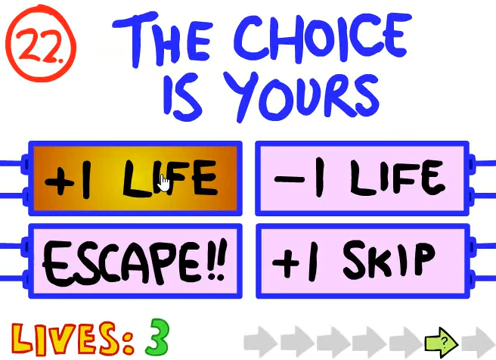 22.
THE CHOICE
IS YOURS
+1 LIFE
-1 LIFE
ESCAPE!!
+1 SKIP
LIVES: 3
?